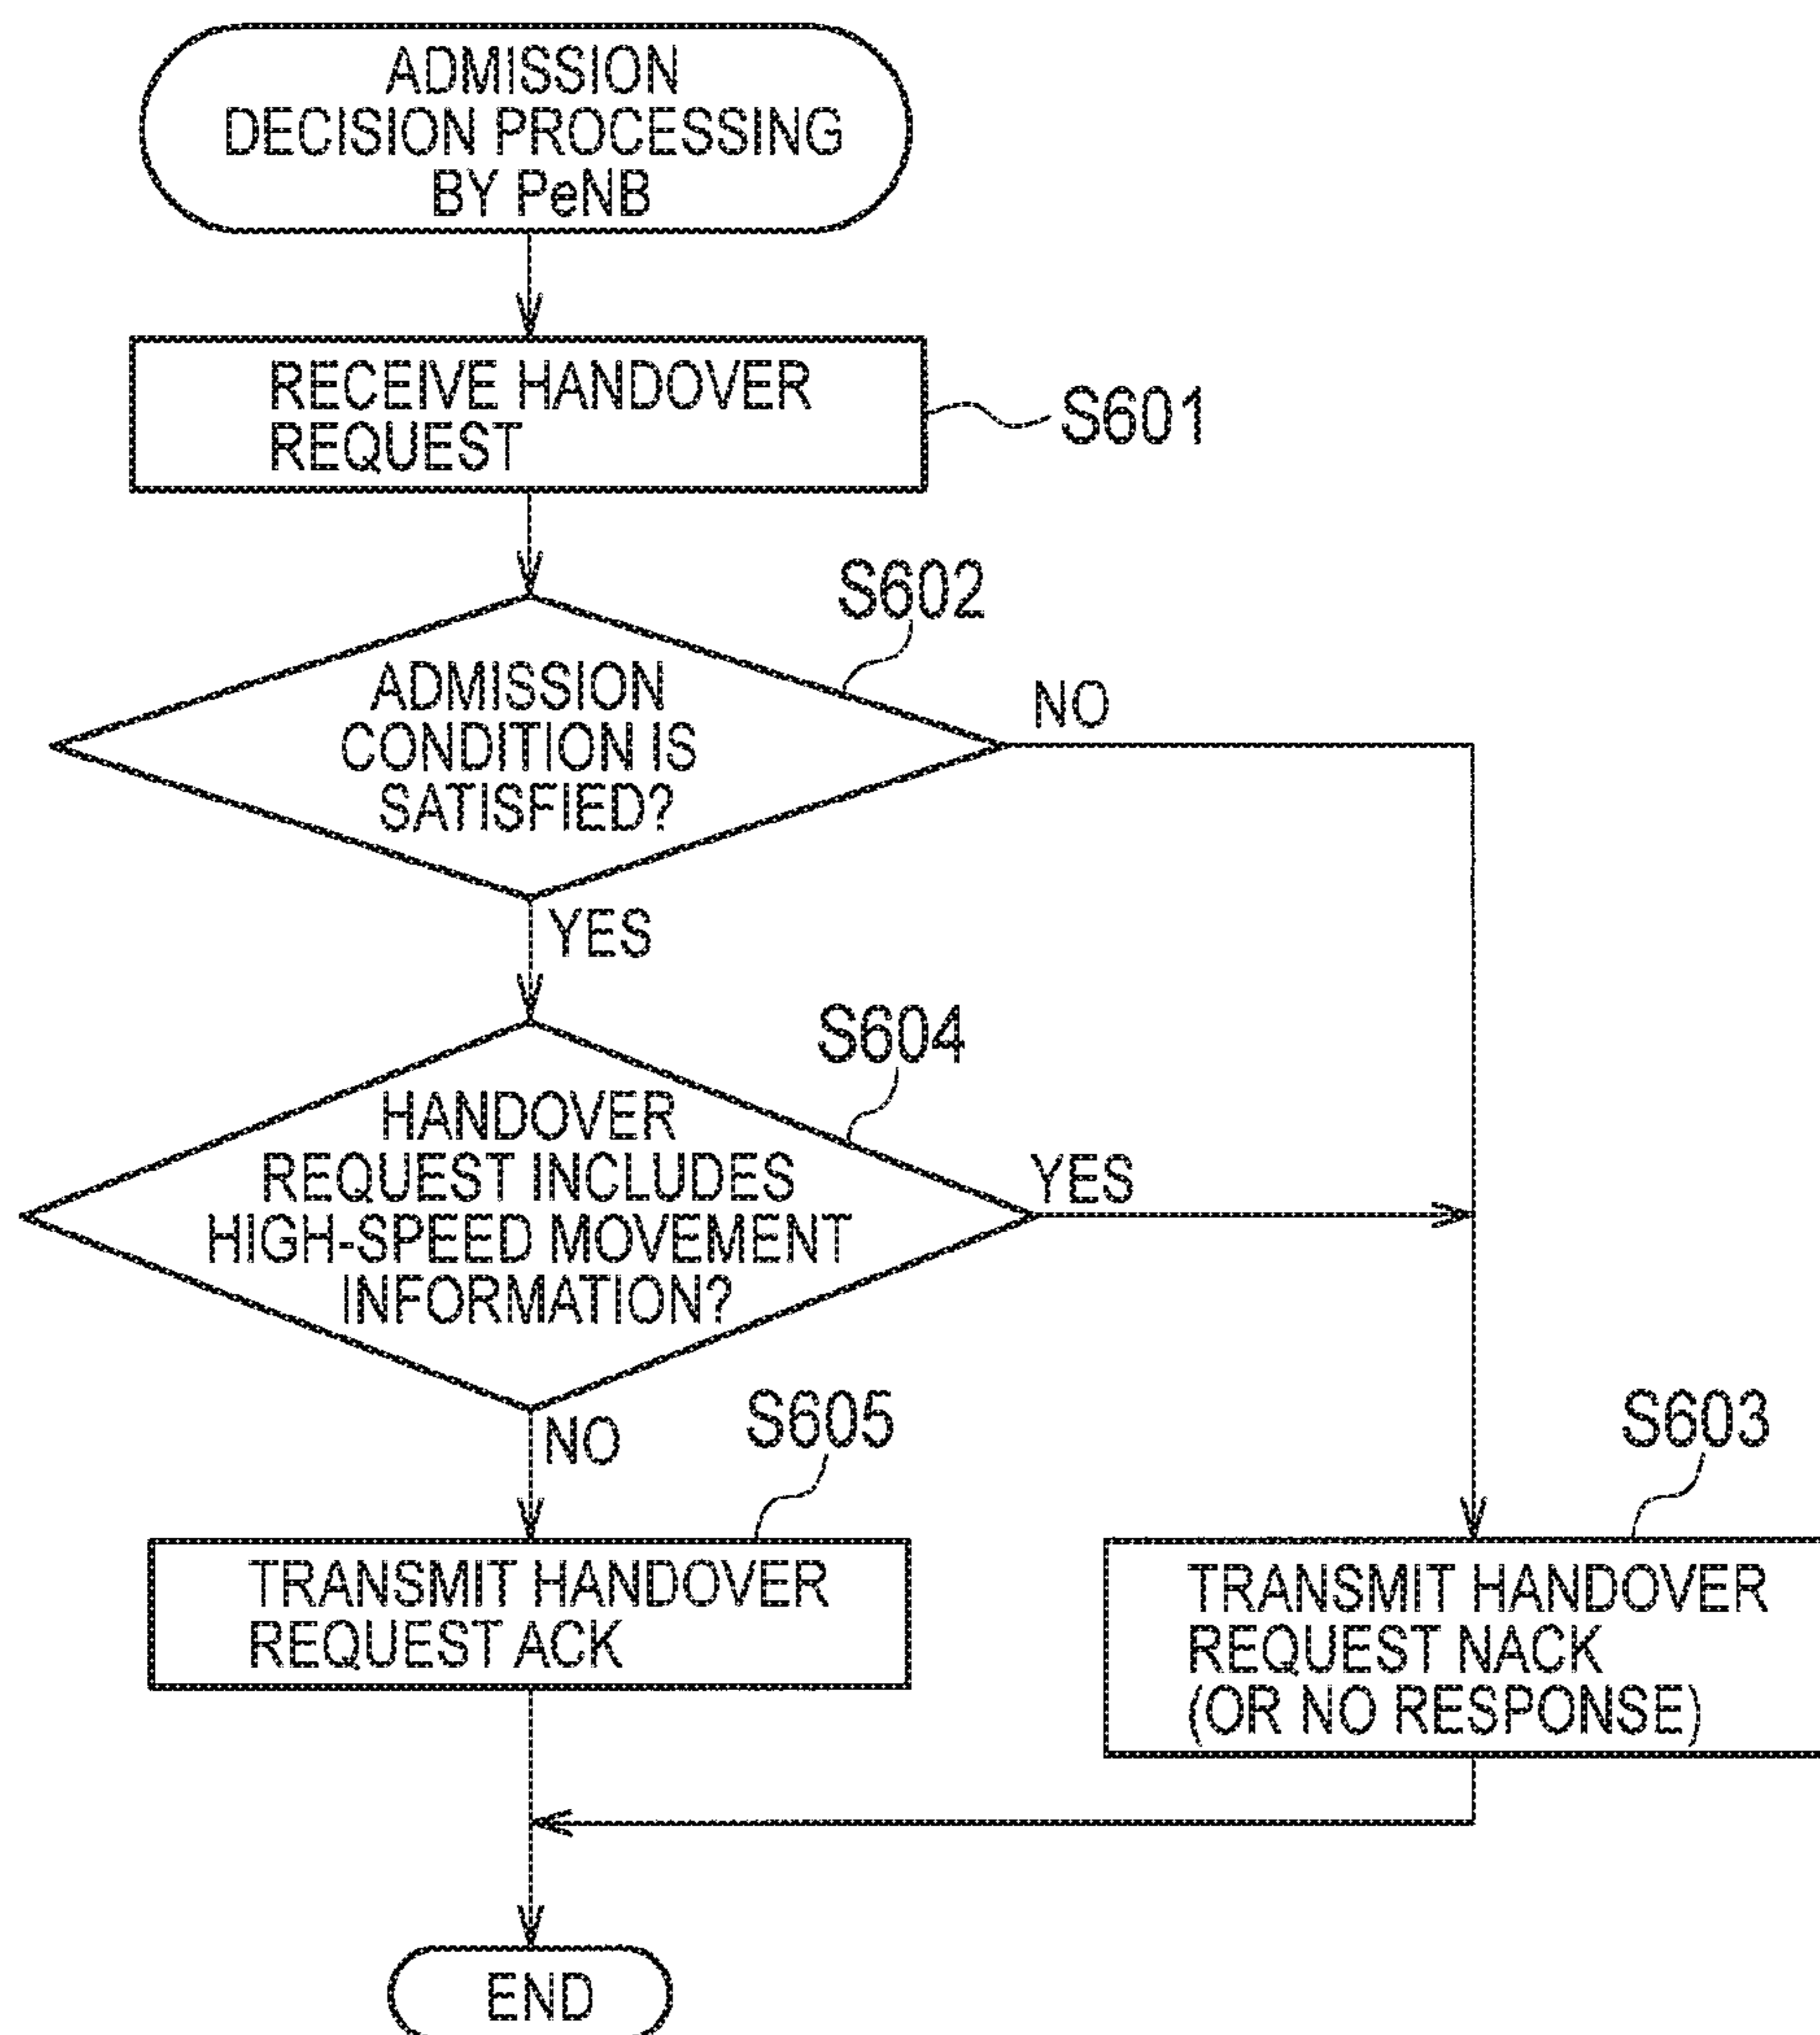 ADMISSION
DECISION PROCESSING
BY PeNB
RECEIVE HANDOVER
REQUEST
S601
S602
ADMISSION
CONDITION IS
SATISFIED?
NO
YES
S604
HANDOVER
REQUEST INCLUDES
HIGH-SPEED MOVEMENT
INFORMATION?
YES
NO
S605
TRANSMIT HANDOVER
REQUEST ACK
S603
TRANSMIT HANDOVER
REQUEST NACK
(OR NO RESPONSE)
END